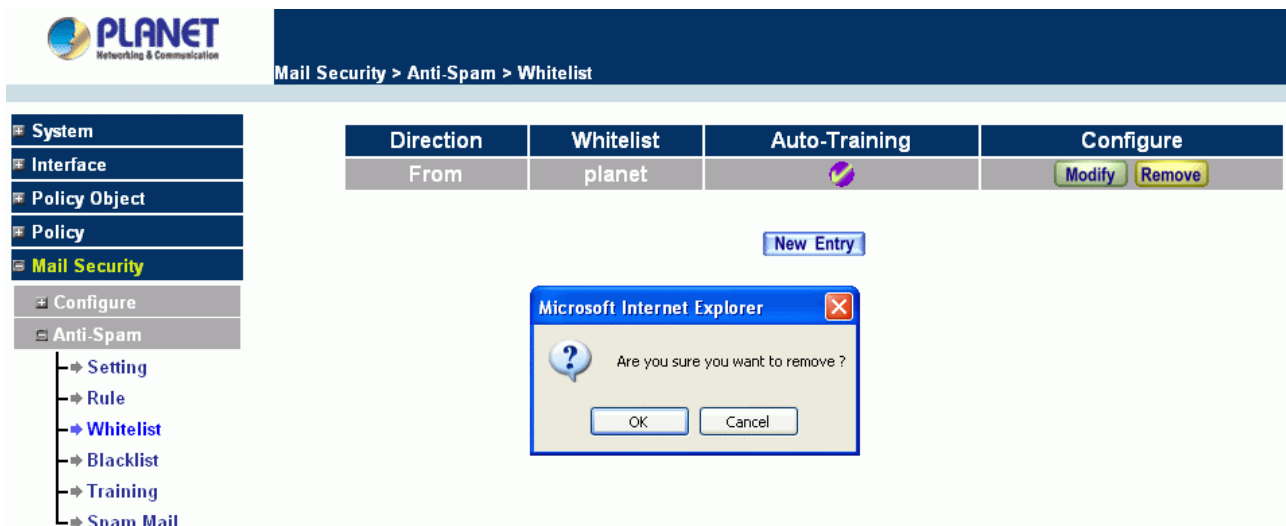 PLANET
Networking & Communication
Mail Security > Anti-Spam > Whitelist
System
Interface
Policy Object
Policy
Mail Security
Configure
Anti-Spam
Setting
Rule
Whitelist
Blacklist
Training
Spam Mail
Direction Whitelist Auto-Training Configure
From planet Modify Remove
New Entry
Microsoft Internet Explorer
Are you sure you want to remove ?
OK Cancel